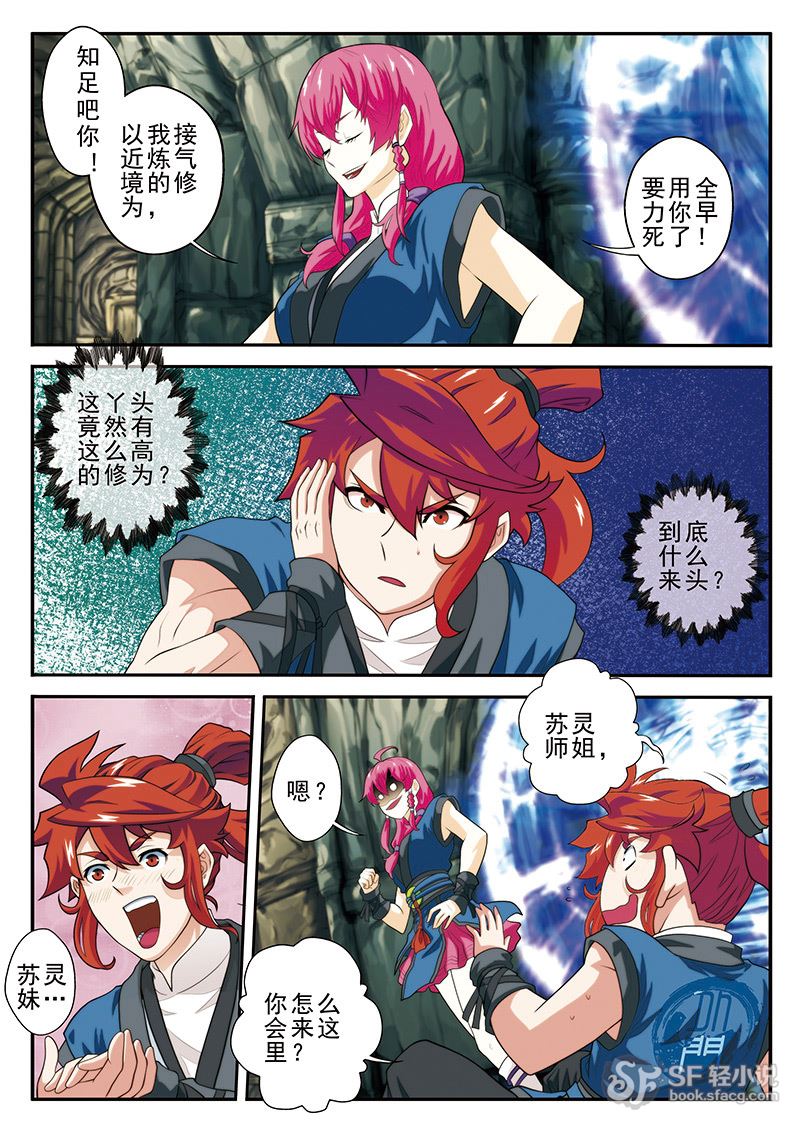 知足吧你！
以我接
近炼气
境的修
为，
要用全
力你早
死了！
这丫头
竟然有
这么高
的修为？
到底
什么
来头？
苏灵
妹…
嗯？
苏灵
师姐，
你怎么
会来这
里？
門
SF 轻小说
book.sfacg.com